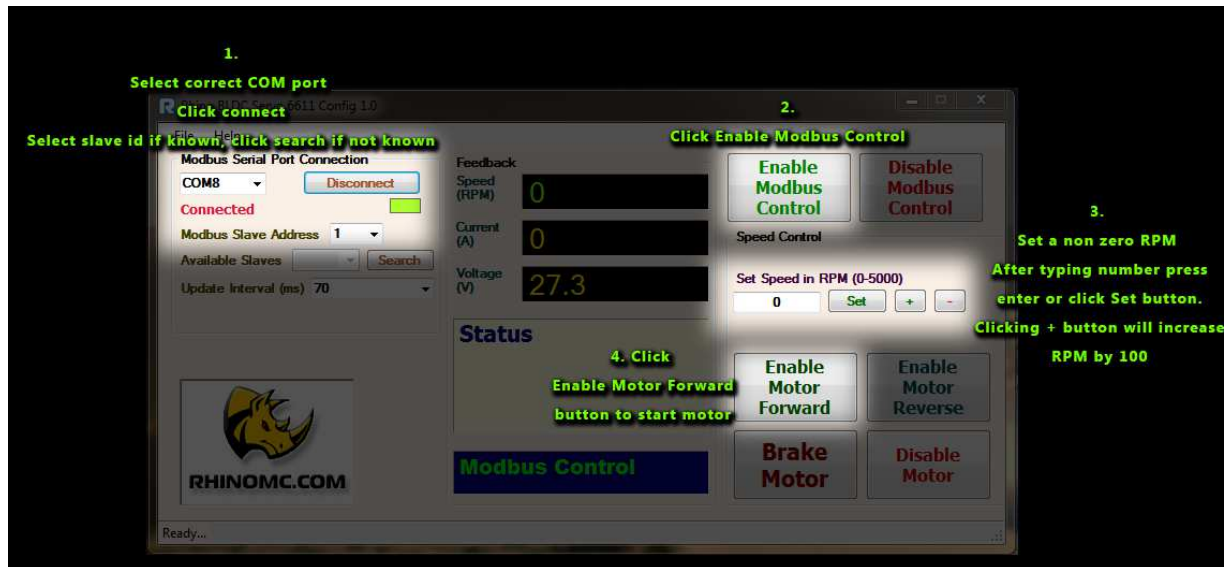 1.
Select correct COM port
Click connect
Select slave id if known, click search if not known
6611 Config 1.0
File Help
Modbus Serial Port Connection
COM8
Disconnect
Connected
Modbus Slave Address 1
Available Slaves
Search
Update Interval (ms) 70
RHINOMC.COM
Feedback
Speed
(RPM)
0
Current
(A)
0
Voltage
(V)
27.3
Status
Modbus Control
2.
Click Enable Modbus Control
Enable
Modbus
Control
Disable
Modbus
Control
Speed Control
Set Speed in RPM (0-5000)
0
Set
+
-
3.
Set a non zero RPM
After typing number press
enter or click Set button.
Clicking + button will increase
RPM by 100
4. Click
Enable Motor Forward
button to start motor
Enable
Motor
Forward
Enable
Motor
Reverse
Brake
Motor
Disable
Motor
Ready...